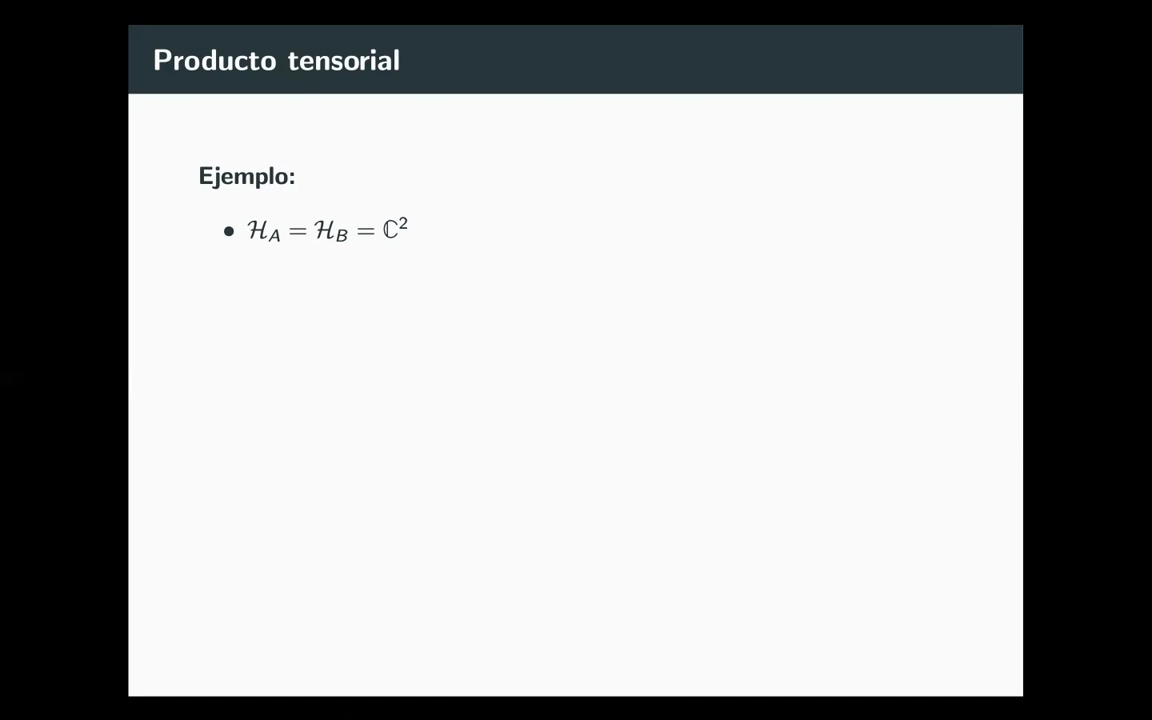 Producto tensorial
Ejemplo:
• ℋ_A = ℋ_B = ℂ²